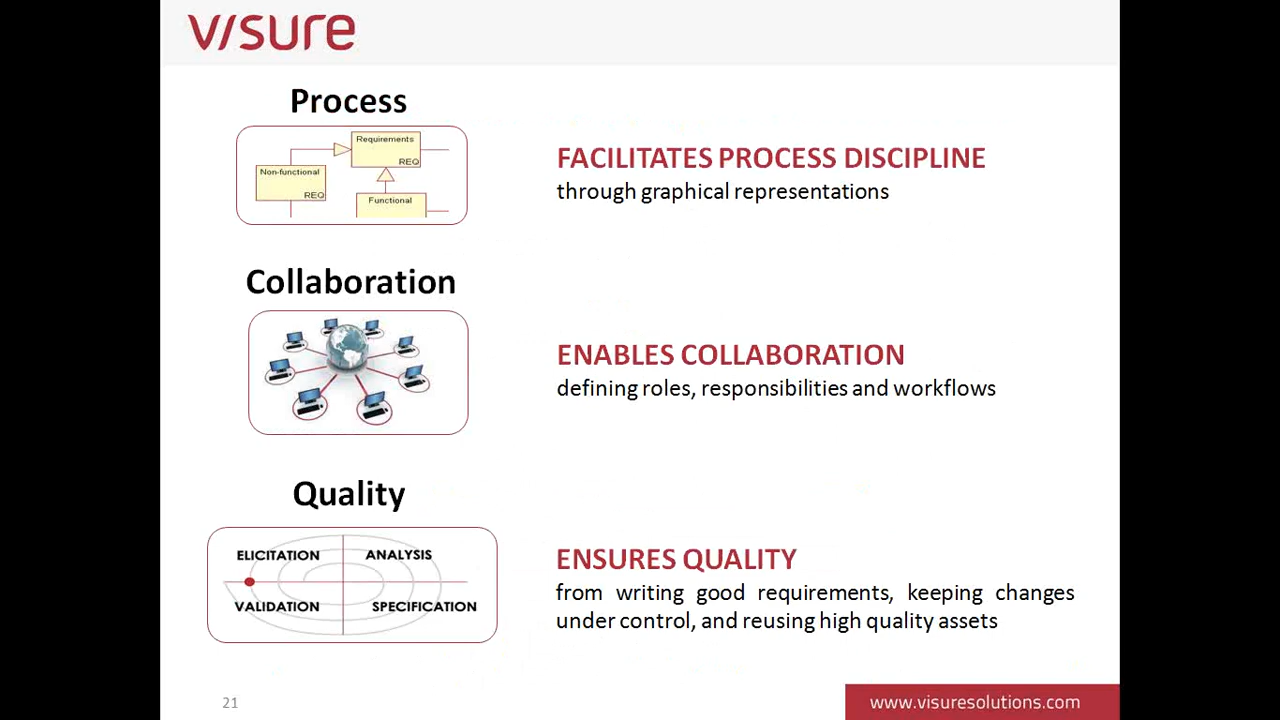 visure
Process
Requirements
REQ
Non-functional
REQ
Functional
FACILITATES PROCESS DISCIPLINE
through graphical representations
Collaboration
ENABLES COLLABORATION
defining roles, responsibilities and workflows
Quality
ELICITATION
ANALYSIS
VALIDATION
SPECIFICATION
ENSURES QUALITY
from writing good requirements, keeping changes
under control, and reusing high quality assets
21
www.visuresolutions.com